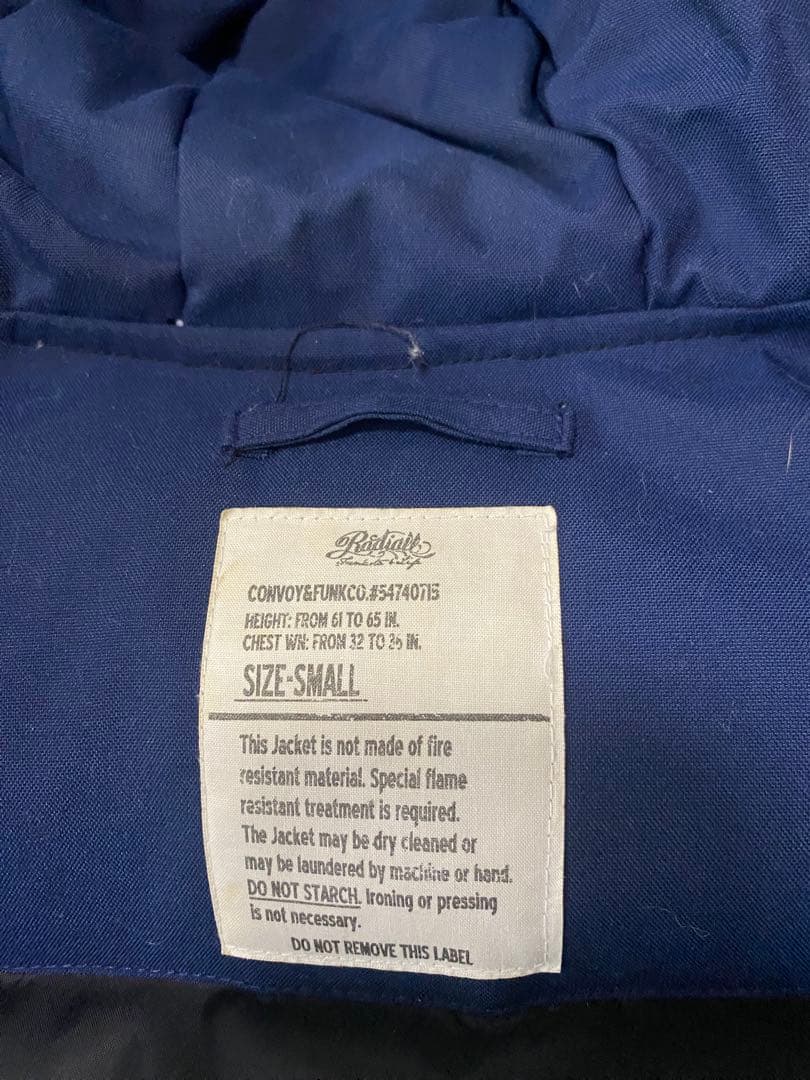 Radiall
CONVOY&FUNKCO.#54740715
HEIGHT: FROM 61 TO 65 IN.
CHEST WN: FROM 32 TO 36 IN.
SIZE-SMALL
This Jacket is not made of fire
resistant material. Special flame
rasistant treatment is required.
The Jacket may be dry cleaned or
may be laundered by machine or hand.
DO NOT STARCH. Ironing or pressing
is not necessary.
DO NOT REMOVE THIS LABEL